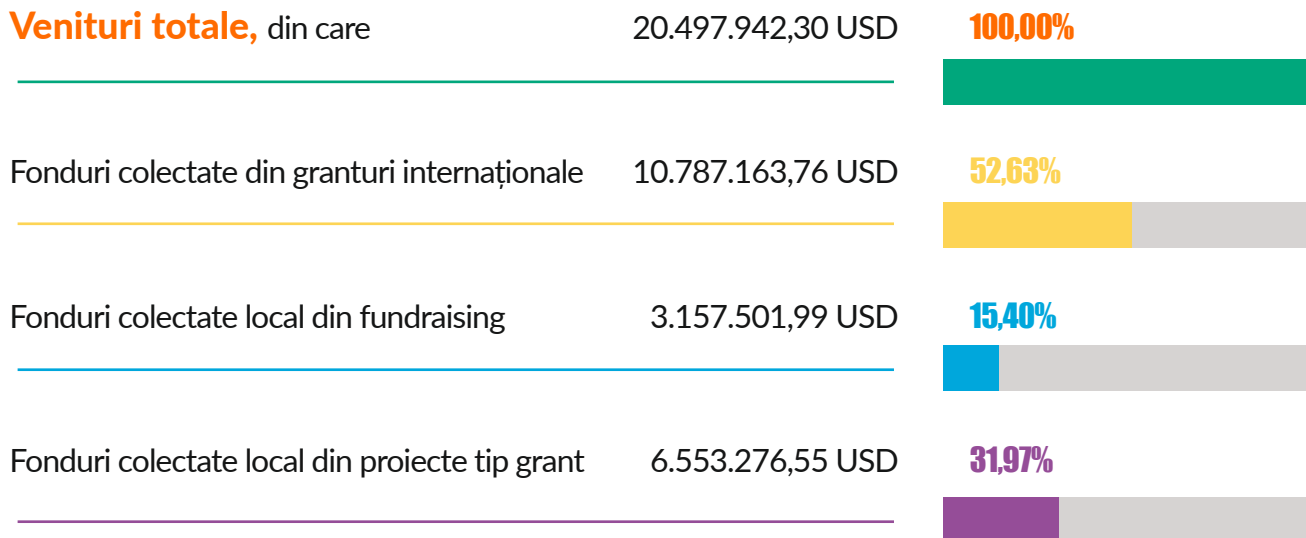 Venituri totale, din care 20.497.942,30 USD 100,00%
Fonduri colectate din granturi internaționale 10.787.163,76 USD 52,63%
Fonduri colectate local din fundraising 3.157.501,99 USD 15,40%
Fonduri colectate local din proiecte tip grant 6.553.276,55 USD 31,97%